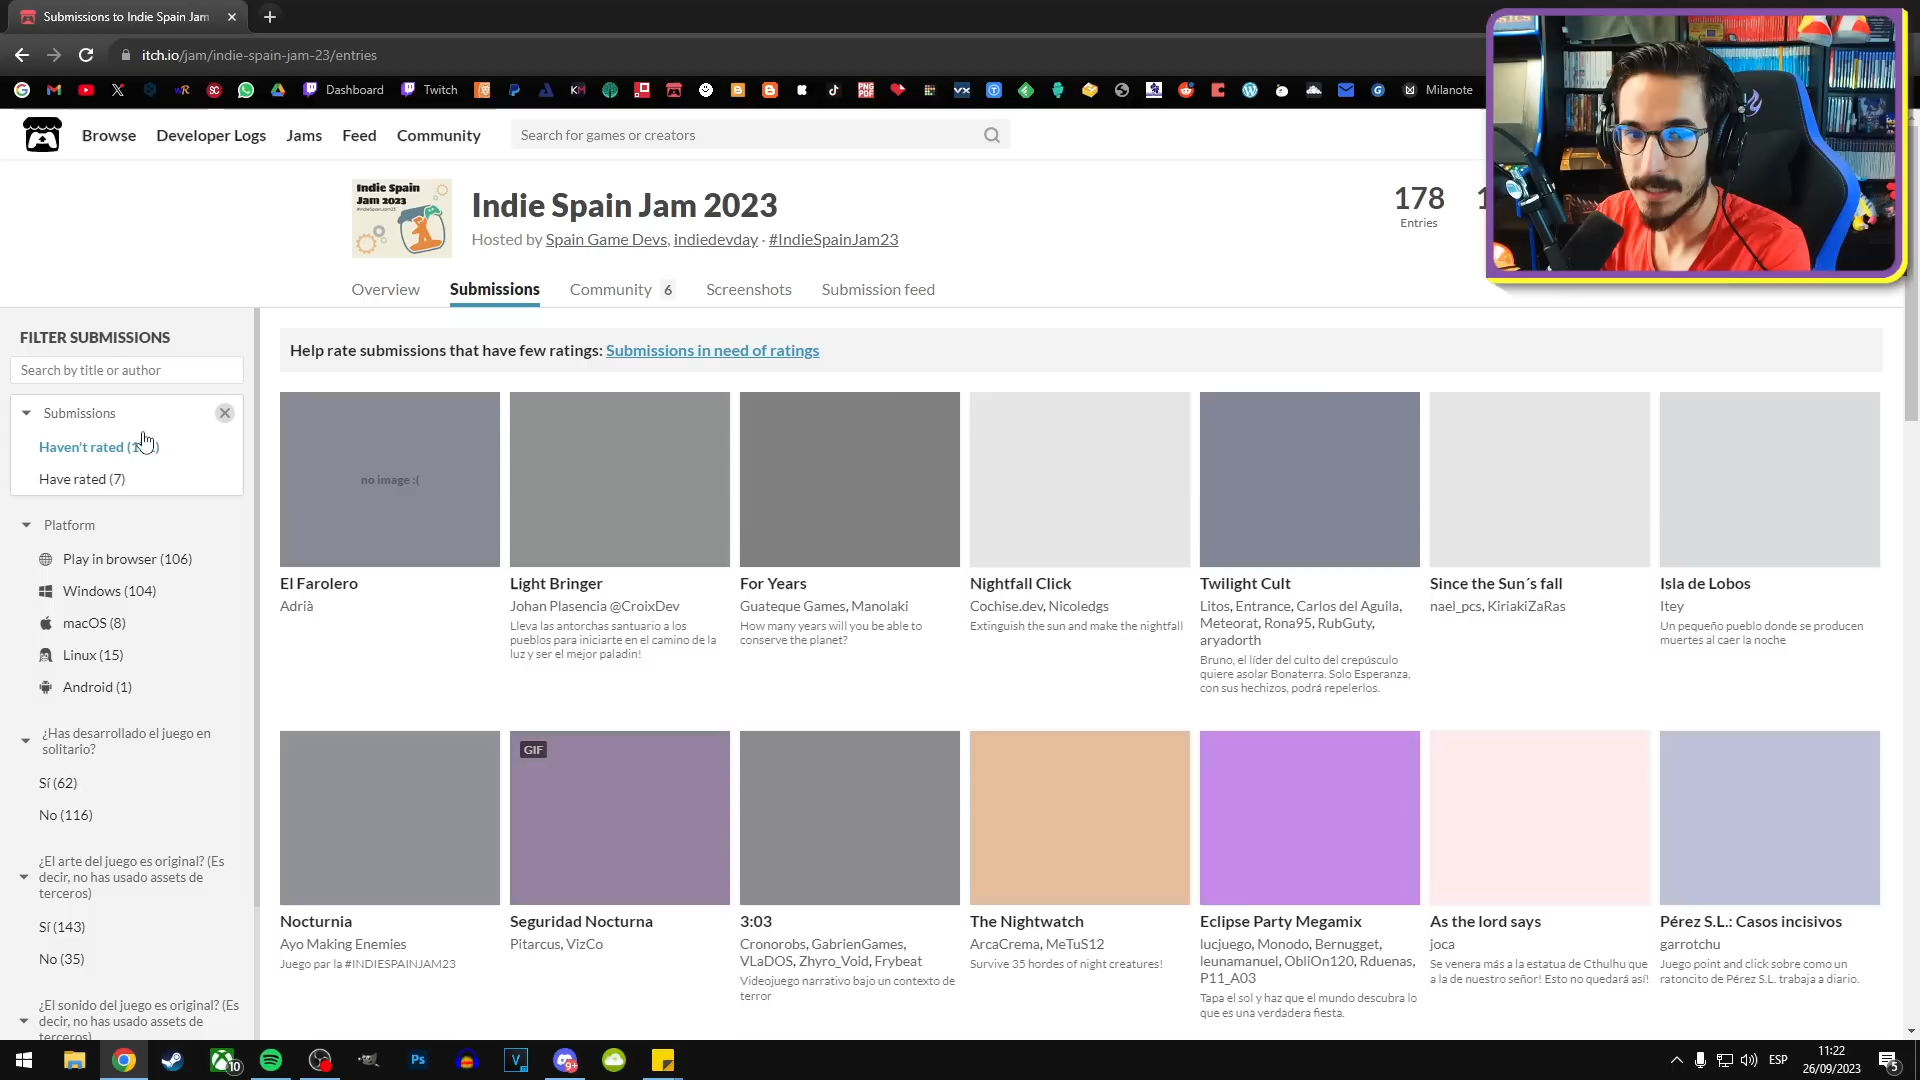 Submissions to Indie Spain Jam
itch.io/jam/indie-spain-jam-23/entries
Dashboard
Twitch
Milanote
Browse
Developer Logs
Jams
Feed
Community
Search for games or creators
Indie Spain
Jam 2023
Indie Spain Jam 2023
Hosted by Spain Game Devs, indiedevday · #IndieSpainJam23
178
Entries
Overview
Submissions
Community 6
Screenshots
Submission feed
FILTER SUBMISSIONS
Search by title or author
Submissions
Haven't rated
Have rated (7)
Platform
Play in browser (106)
Windows (104)
macOS (8)
Linux (15)
Android (1)
¿Has desarrollado el juego en
solitario?
Sí (62)
No (116)
¿El arte del juego es original? (Es
decir, no has usado assets de
terceros)
Sí (143)
No (35)
¿El sonido del juego es original? (Es
decir, no has usado assets de
terceros)
Help rate submissions that have few ratings: Submissions in need of ratings
no image :(
El Farolero
Adrià
Light Bringer
Johan Plasencia @CroixDev
Lleva las antorchas santuario a los
pueblos para iniciarte en el camino de la
luz y ser el mejor paladin!
For Years
Guateque Games, Manolaki
How many years will you be able to
conserve the planet?
Nightfall Click
Cochise.dev, Nicoledgs
Extinguish the sun and make the nightfall
Twilight Cult
Litos, Entrance, Carlos del Aguila,
Meteorat, Rona95, RubGuty,
aryadorth
Bruno, el líder del culto del crepúsculo
quiere asolar Bonaterra. Solo Esperanza,
con sus hechizos, podrá repelerlos.
Since the Sun´s fall
nael_pcs, KiriakiZaRas
Isla de Lobos
Itey
Un pequeño pueblo donde se producen
muertes al caer la noche
Nocturnia
Ayo Making Enemies
Juego par la #INDIESPAINJAM23
GIF
Seguridad Nocturna
Pitarcus, VizCo
3:03
Cronorobs, GabrienGames,
VLaDOS, Zhyro_Void, Frybeat
Videojuego narrativo bajo un contexto de
terror
The Nightwatch
ArcaCrema, MeTuS12
Survive 35 hordes of night creatures!
Eclipse Party Megamix
lucjuego, Monodo, Bernugget,
leunamanuel, ObliOn120, Rduenas,
P11_A03
Tapa el sol y haz que el mundo descubra lo
que es una verdadera fiesta.
As the lord says
joca
Se venera más a la estatua de Cthulhu que
a la de nuestro señor! Esto no quedará así!
Pérez S.L.: Casos incisivos
garrotchu
Juego point and click sobre como un
ratoncito de Pérez S.L. trabaja a diario.
ESP
11:22
26/09/2023